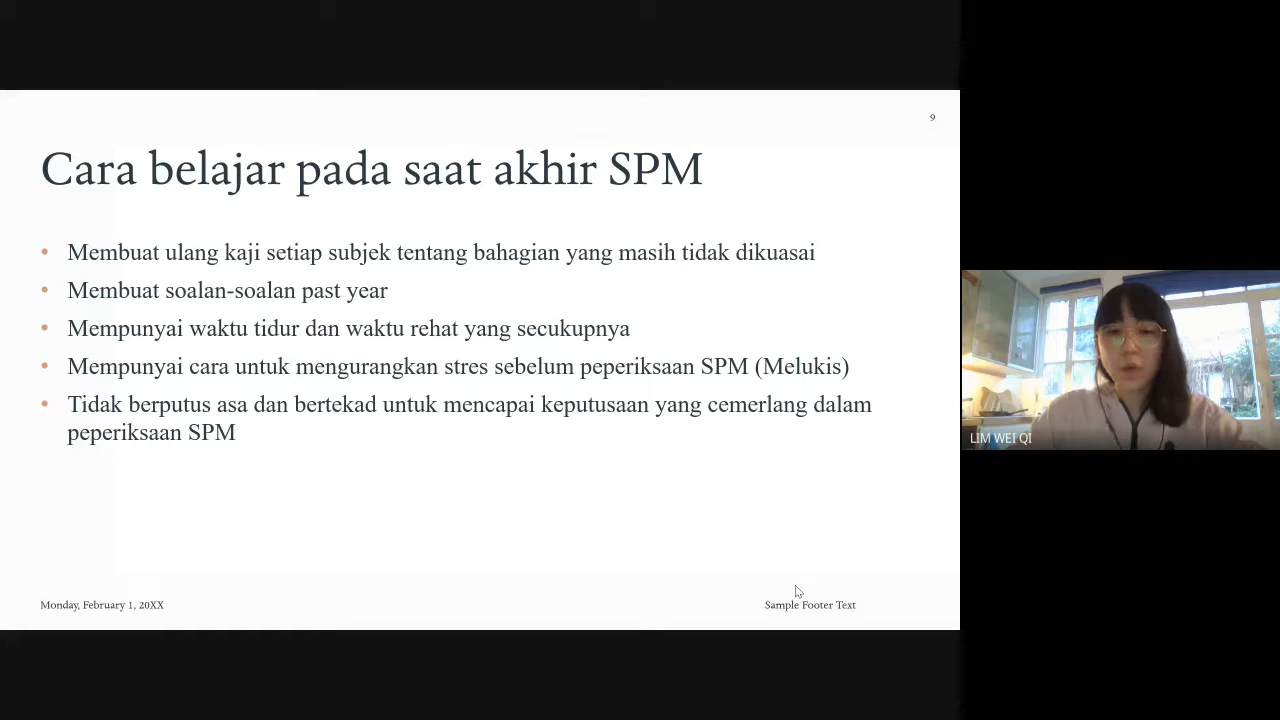 9
Cara belajar pada saat akhir SPM
• Membuat ulang kaji setiap subjek tentang bahagian yang masih tidak dikuasai
• Membuat soalan-soalan past year
• Mempunyai waktu tidur dan waktu rehat yang secukupnya
• Mempunyai cara untuk mengurangkan stres sebelum peperiksaan SPM (Melukis)
• Tidak berputus asa dan bertekad untuk mencapai keputusaan yang cemerlang dalam
peperiksaan SPM
Monday, February 1, 20XX
Sample Footer Text
LIM WEI QI